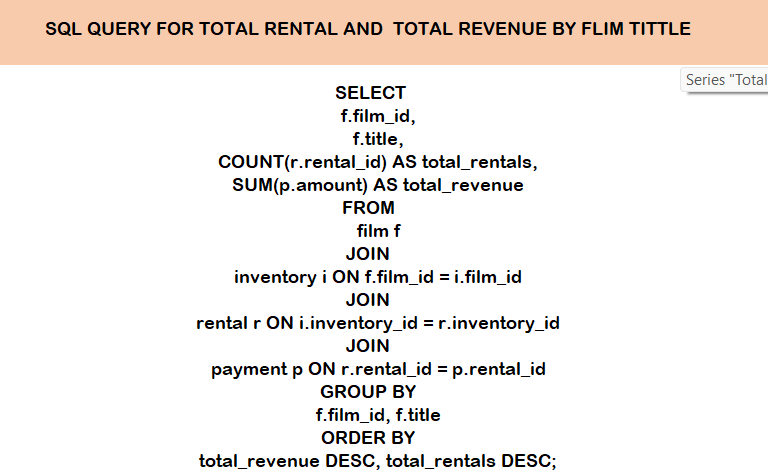 SQL QUERY FOR TOTAL RENTAL AND  TOTAL REVENUE BY FLIM TITTLE
Series "Total
SELECT
f.film_id,
f.title,
COUNT(r.rental_id) AS total_rentals,
SUM(p.amount) AS total_revenue
FROM
film f
JOIN
inventory i ON f.film_id = i.film_id
JOIN
rental r ON i.inventory_id = r.inventory_id
JOIN
payment p ON r.rental_id = p.rental_id
GROUP BY
f.film_id, f.title
ORDER BY
total_revenue DESC, total_rentals DESC;